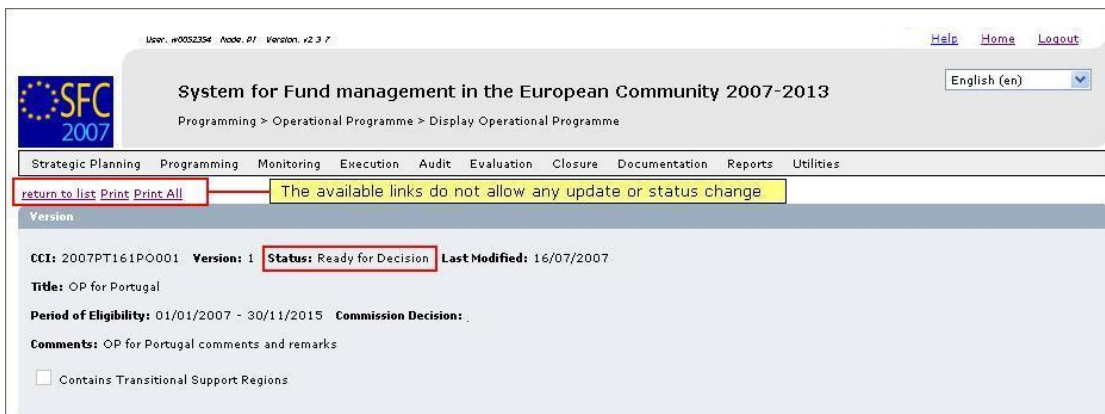 User. w0052354 Node. P1 Version. v2 3 7
Help Home Logout
English (en)
SFC
2007
System for Fund management in the European Community 2007-2013
Programming > Operational Programme > Display Operational Programme
Strategic Planning Programming Monitoring Execution Audit Evaluation Closure Documentation Reports Utilities
return to list Print Print All
The available links do not allow any update or status change
Version
CCI: 2007PT161PO001 Version: 1 Status: Ready for Decision Last Modified: 16/07/2007
Title: OP for Portugal
Period of Eligibility: 01/01/2007 - 30/11/2015 Commission Decision:
Comments: OP for Portugal comments and remarks
Contains Transitional Support Regions